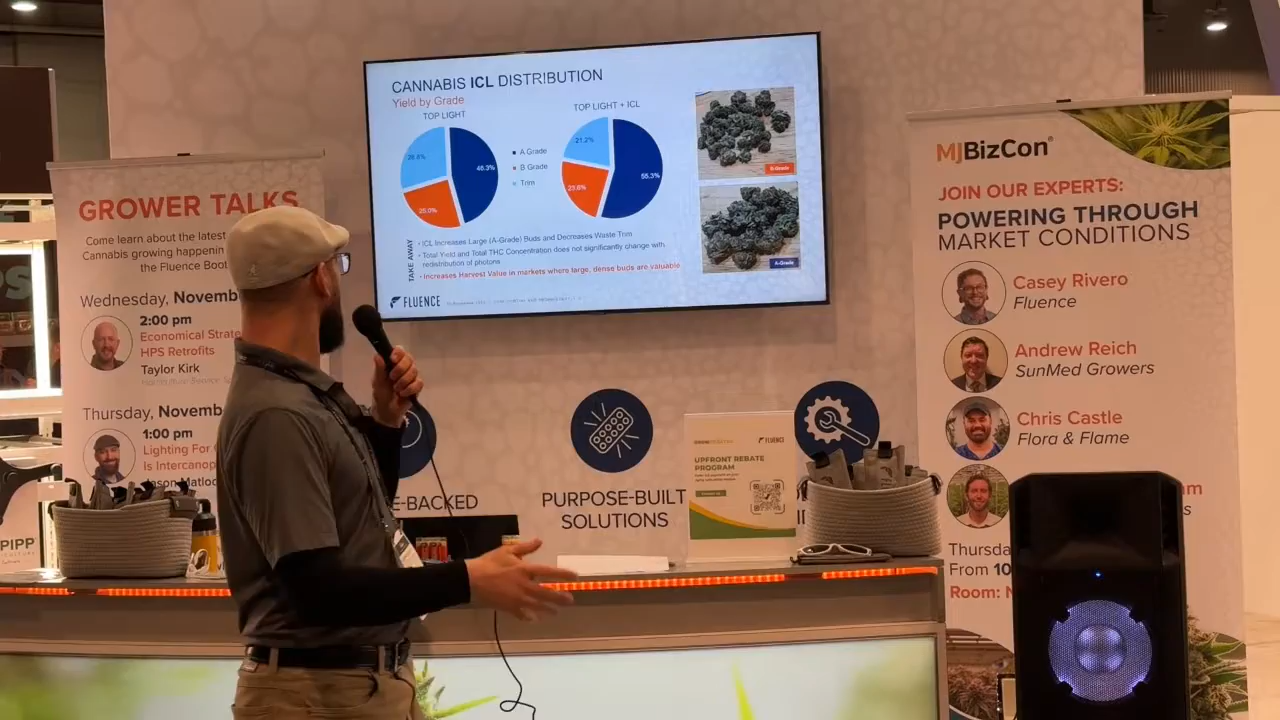 CANNABIS ICL DISTRIBUTION
Yield by Grade
TOP LIGHT
TOP LIGHT + ICL
A Grade
B Grade
Trim
46.3%
25.0%
55.3%
23.6%
21.2%
B-Grade
A-Grade
TAKE AWAY
• ICL Increases Large (A-Grade) Buds and Decreases Waste Trim
• Total Yield and Total THC Concentration does not significantly change with
redistribution of photons
• Increases Harvest Value in markets where large, dense buds are valuable
FLUENCE
GROWER TALKS
Come learn about the latest
Cannabis growing happenin
the Fluence Boot
Wednesday, Novemb
2:00 pm
Economical Strate
HPS Retrofits
Taylor Kirk
Thursday, Novemb
1:00 pm
Lighting For
Is Intercanop
Jason Matloc
PIPP
E-BACKED
PURPOSE-BUILT
SOLUTIONS
FLUENCE
UPFRONT REBATE
PROGRAM
MJBizCon®
JOIN OUR EXPERTS:
POWERING THROUGH
MARKET CONDITIONS
Casey Rivero
Fluence
Andrew Reich
SunMed Growers
Chris Castle
Flora & Flame
am
s
Thursda
From 10
Room: N